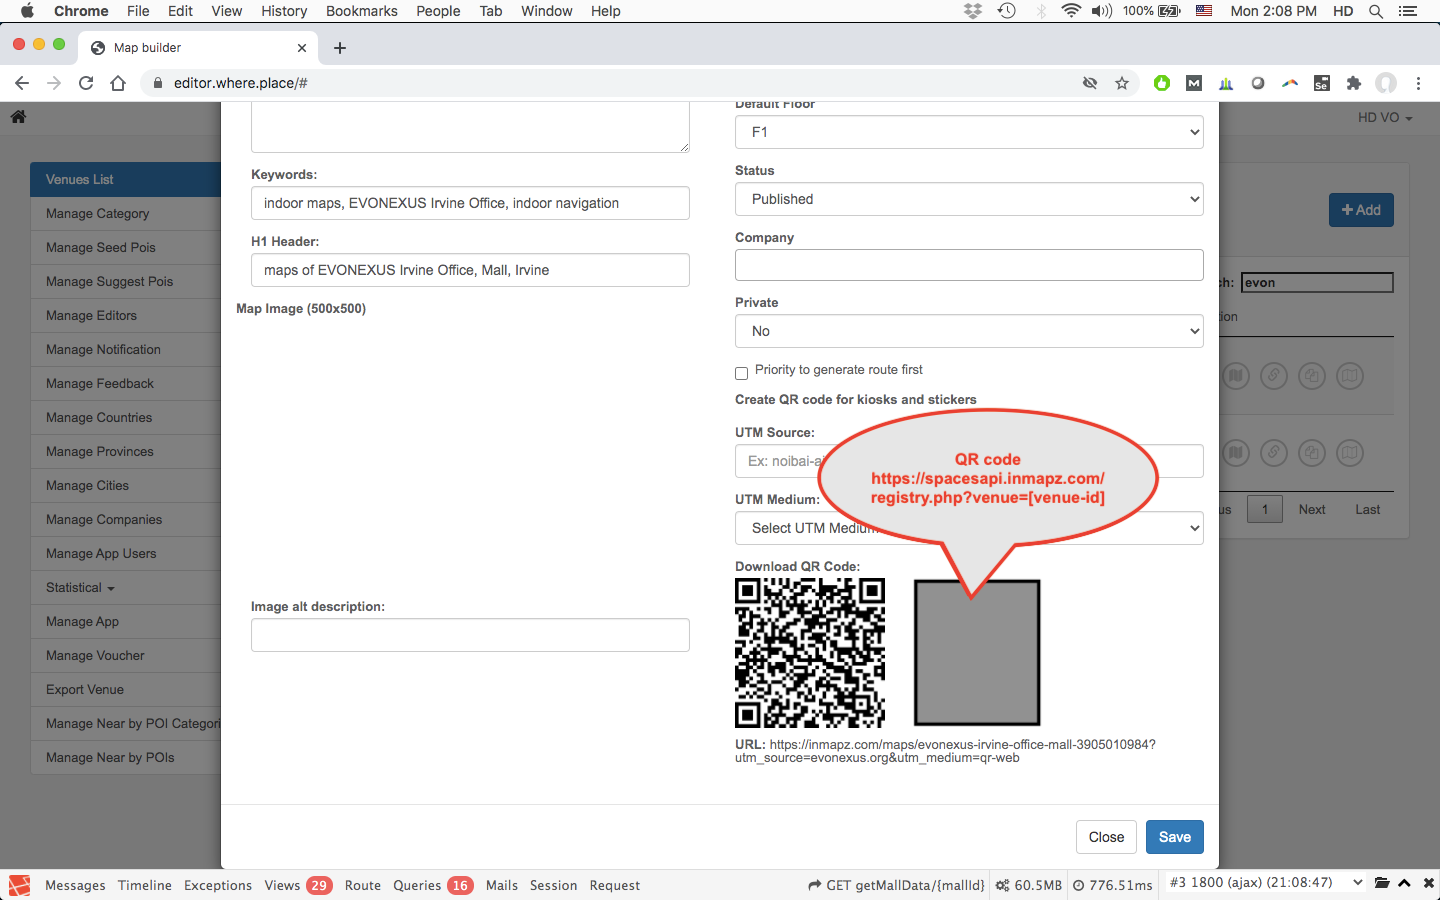 Chrome File Edit View History Bookmarks People Tab Window Help 100% Mon 2:08 PM HD
Map builder
editor.where.place/#
M Se
HD VO
Venues List
Manage Category
Manage Seed Pois
Manage Suggest Pois
Manage Editors
Manage Notification
Manage Feedback
Manage Countries
Manage Provinces
Manage Cities
Manage Companies
Manage App Users
Statistical
Manage App
Manage Voucher
Export Venue
Manage Near by POI Categori
Manage Near by POIs
Keywords:
indoor maps, EVONEXUS Irvine Office, indoor navigation
H1 Header:
maps of EVONEXUS Irvine Office, Mall, Irvine
Map Image (500x500)
Image alt description:
Default Floor
F1
Status
Published
Company
Private
No
Priority to generate route first
Create QR code for kiosks and stickers
UTM Source:
Ex: noibai-ai
UTM Medium:
Select UTM Medium
QR code
https://spacesapi.inmapz.com/
registry.php?venue=[venue-id]
Download QR Code:
URL: https://inmapz.com/maps/evonexus-irvine-office-mall-3905010984?
utm_source=evonexus.org&utm_medium=qr-web
Close Save
+ Add
ch: evon
tion
us 1 Next Last
Messages Timeline Exceptions Views 29 Route Queries 16 Mails Session Request GET getMallData/{mallId} 60.5MB 776.51ms #3 1800 (ajax) (21:08:47)